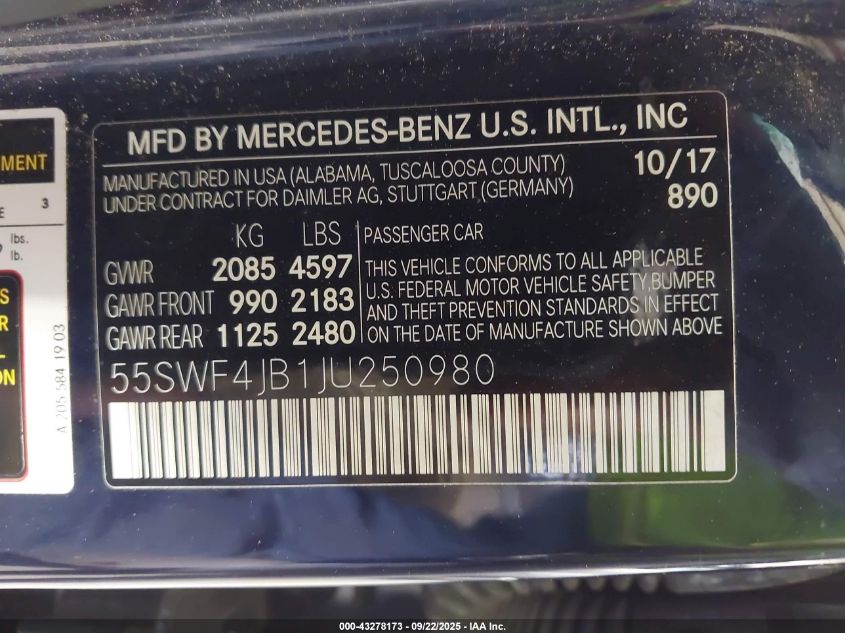 MFD BY MERCEDES-BENZ U.S. INTL., INC
MANUFACTURED IN USA (ALABAMA, TUSCALOOSA COUNTY) 10/17
UNDER CONTRACT FOR DAIMLER AG, STUTTGART (GERMANY) 890
KG LBS
GVWR 2085 4597
GAWR FRONT 990 2183
GAWR REAR 1125 2480
PASSENGER CAR
THIS VEHICLE CONFORMS TO ALL APPLICABLE
U.S. FEDERAL MOTOR VEHICLE SAFETY,BUMPER
AND THEFT PREVENTION STANDARDS IN EFFECT
ON THE DATE OF MANUFACTURE SHOWN ABOVE
55SWF4JB1JU250980
MENT
3
lbs.
lb.
A 205 584 19 03
000-43278173 - 09/22/2025 - IAA Inc.